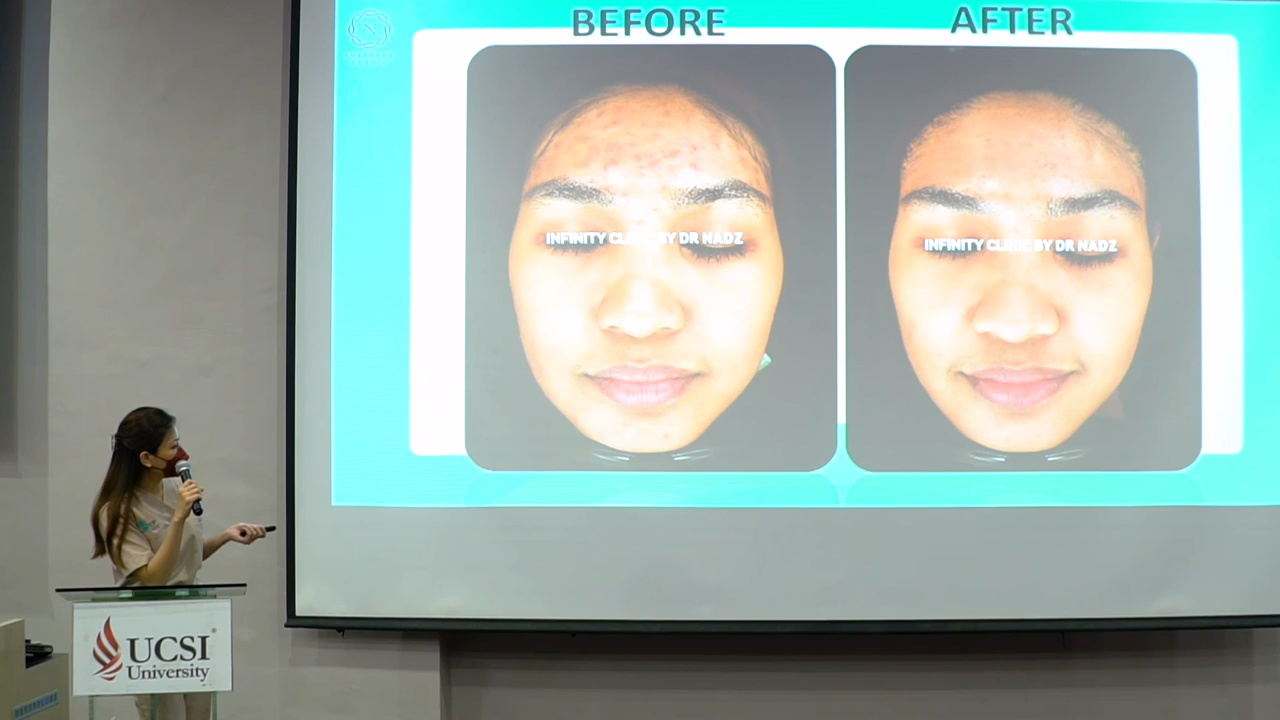 BEFORE
AFTER
INFINITY CLINIC BY DR NADZ
INFINITY CLINIC BY DR NADZ
UCSI
University